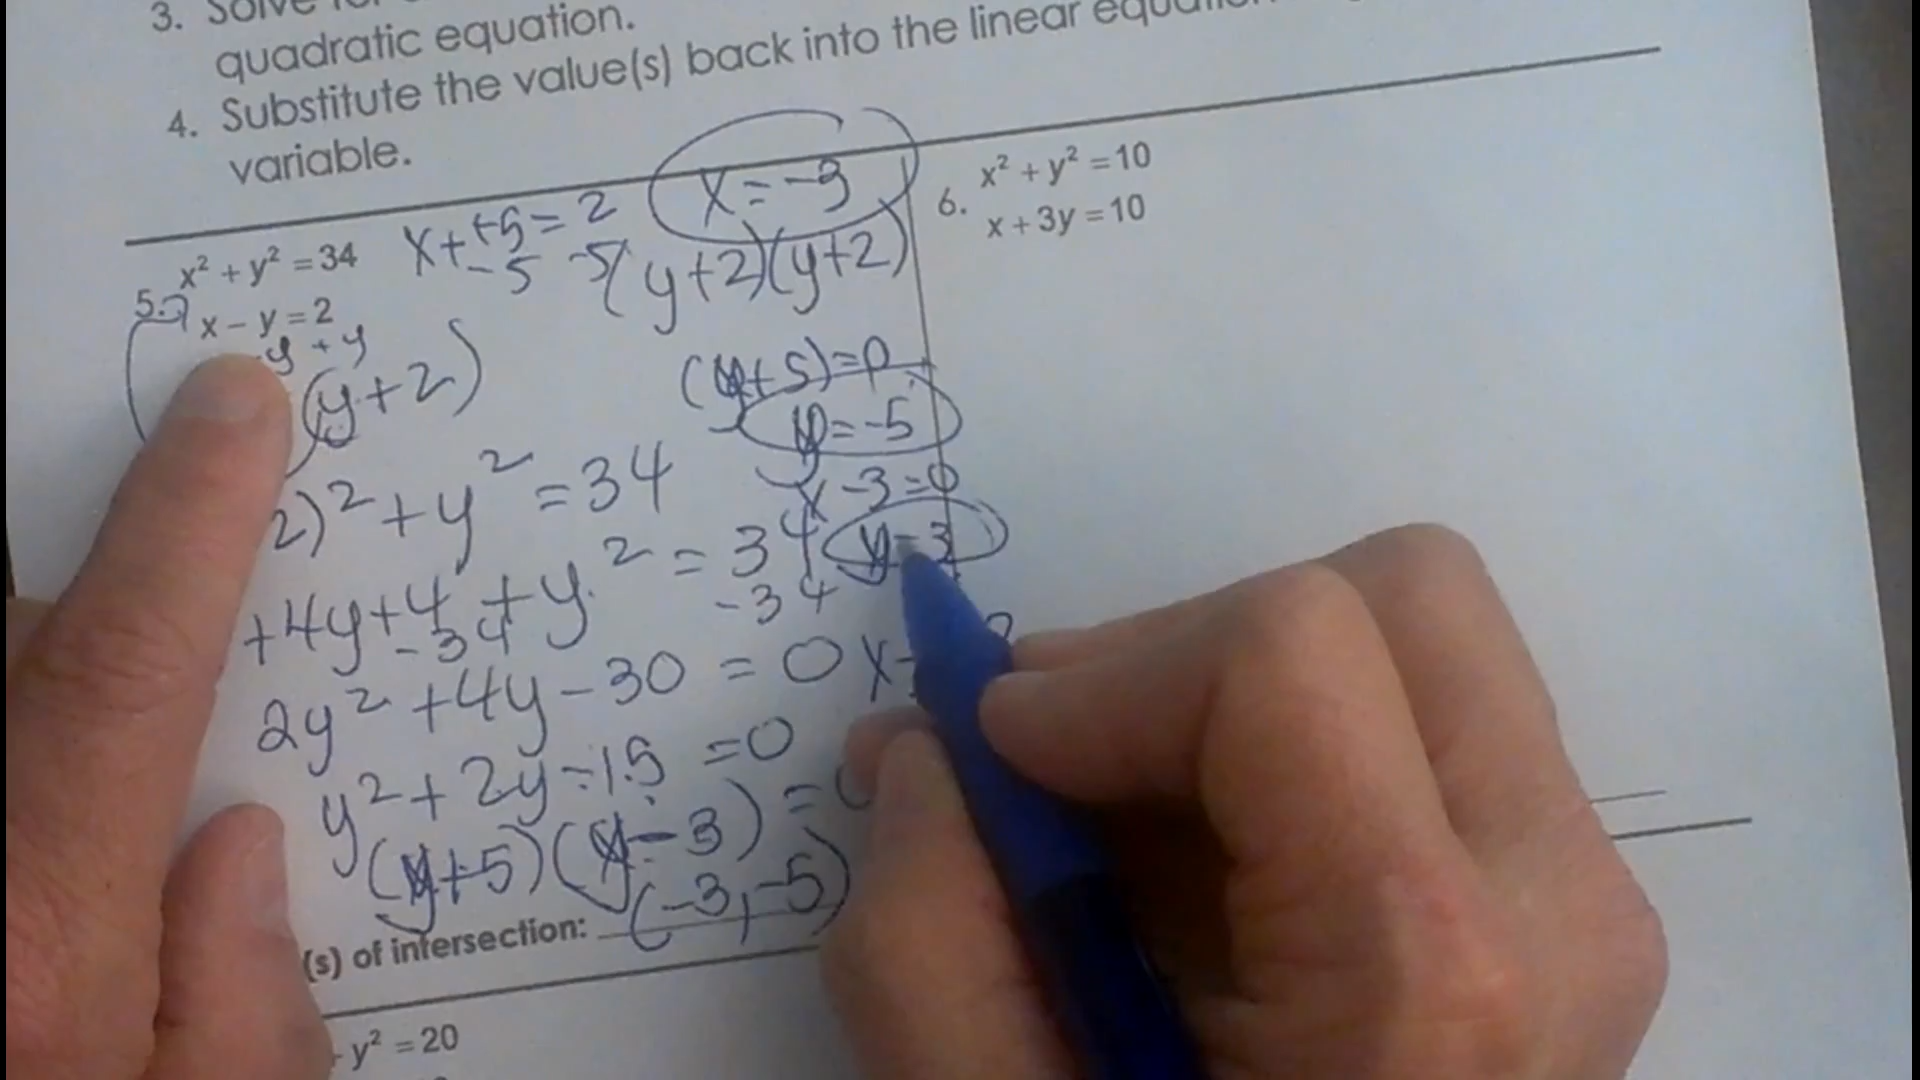 3. Solve for
quadratic equation.
4. Substitute the value(s) back into the linear equation
variable.
5. x² + y² = 34
x - y = 2
-y +y
(y+2)
x++5=2
-5 -5
x=-3
(y+2)(y+2)
(y+5)=0
y=-5
x-3=0
y=3
2)²+y²=34
+4y+4+y²=34
-34 -34
2y²+4y-30=0
y²+2y-15=0
(y+5)(y-3)=0
x-
(s) of intersection: (-3,-5)
y² = 20
6. x² + y² = 10
x + 3y = 10